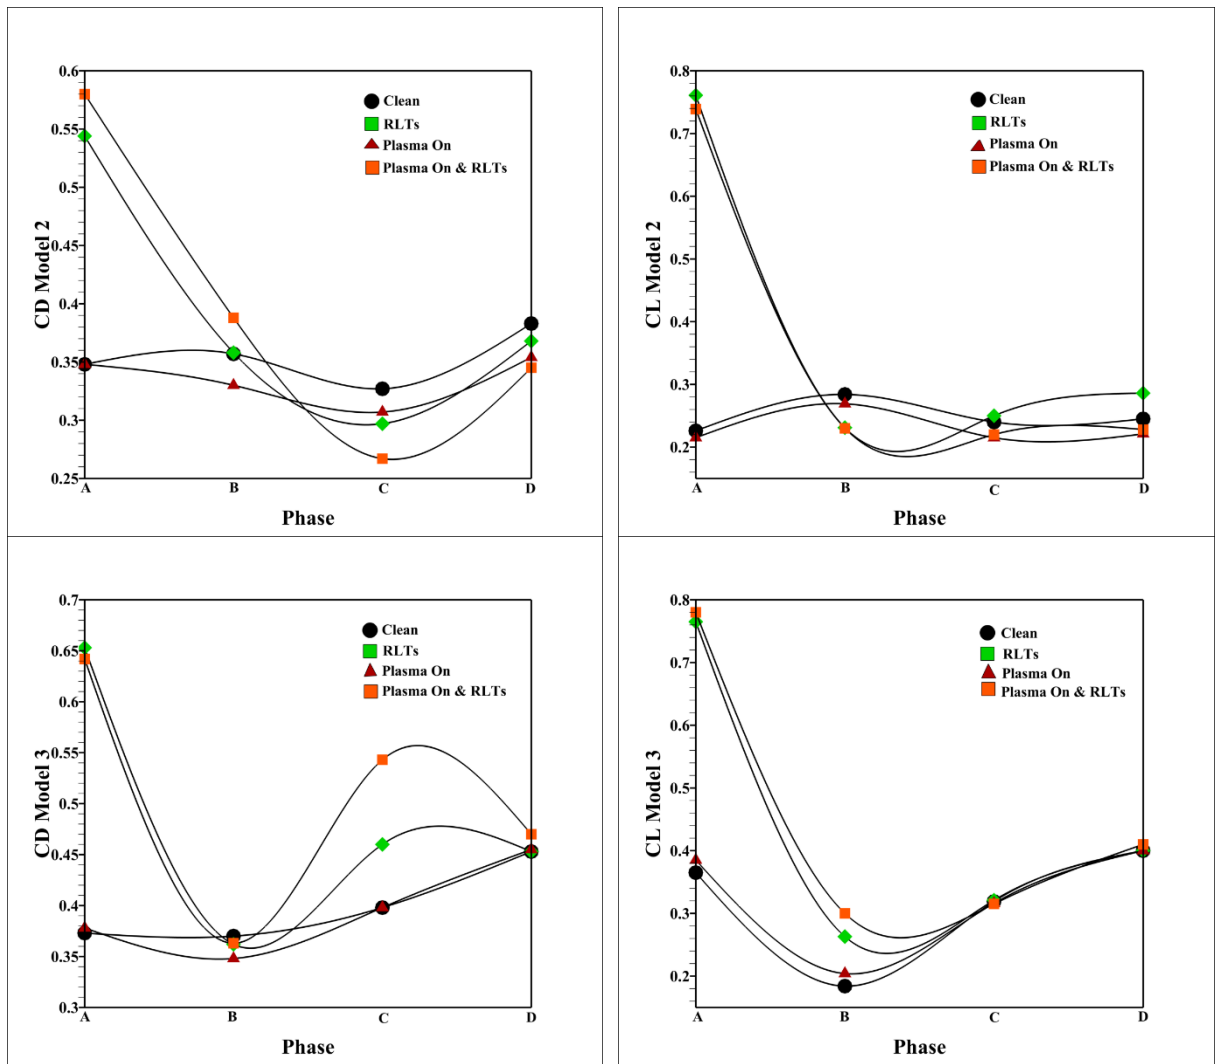 CD Model 2
0.6
0.55
0.5
0.45
0.4
0.35
0.3
0.25
Clean
RLTs
Plasma On
Plasma On & RLTs
A B C D
Phase
CL Model 2
0.8
0.7
0.6
0.5
0.4
0.3
0.2
Clean
RLTs
Plasma On
Plasma On & RLTs
A B C D
Phase
CD Model 3
0.7
0.65
0.6
0.55
0.5
0.45
0.4
0.35
0.3
Clean
RLTs
Plasma On
Plasma On & RLTs
A B C D
Phase
CL Model 3
0.8
0.7
0.6
0.5
0.4
0.3
0.2
Clean
RLTs
Plasma On
Plasma On & RLTs
A B C D
Phase